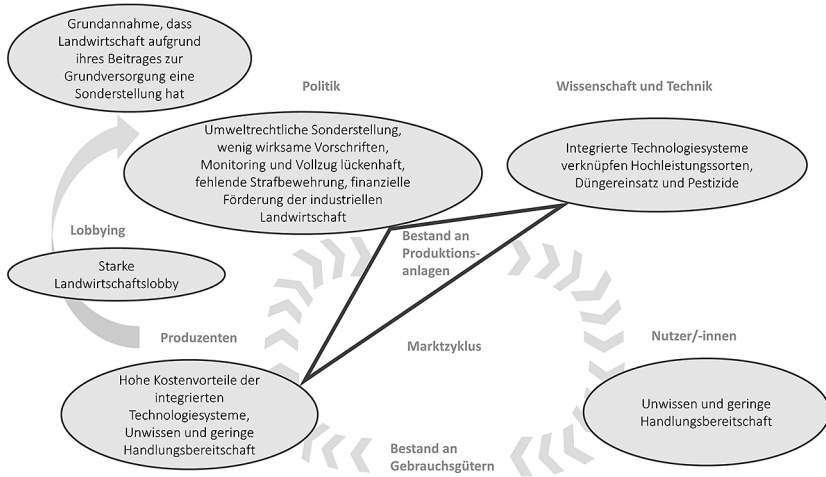 Grundannahme, dass
Landwirtschaft aufgrund
ihres Beitrages zur
Grundversorgung eine
Sonderstellung hat
Politik
Wissenschaft und Technik
Umweltrechtliche Sonderstellung,
wenig wirksame Vorschriften,
Monitoring und Vollzug lückenhaft,
fehlende Strafbewehrung, finanzielle
Förderung der industriellen
Landwirtschaft
Integrierte Technologiesysteme
verknüpfen Hochleistungssorten,
Düngereinsatz und Pestizide
Lobbying
Starke
Landwirtschaftslobby
Bestand an
Produktions-
anlagen
Produzenten
Marktzyklus
Nutzer/-innen
Hohe Kostenvorteile der
integrierten
Technologiesysteme,
Unwissen und geringe
Handlungsbereitschaft
Unwissen und geringe
Handlungsbereitschaft
Bestand an
Gebrauchsgütern